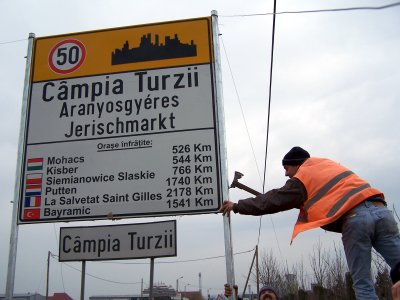 50
Câmpia Turzii
Aranyosgyéres
Jerischmarkt
Orașe înfrățite:
Mohacs 526 Km
Kisber 544 Km
Siemianowice Slaskie 766 Km
Putten 1740 Km
La Salvetat Saint Gilles 2178 Km
Bayramic 1541 Km
Câmpia Turzii